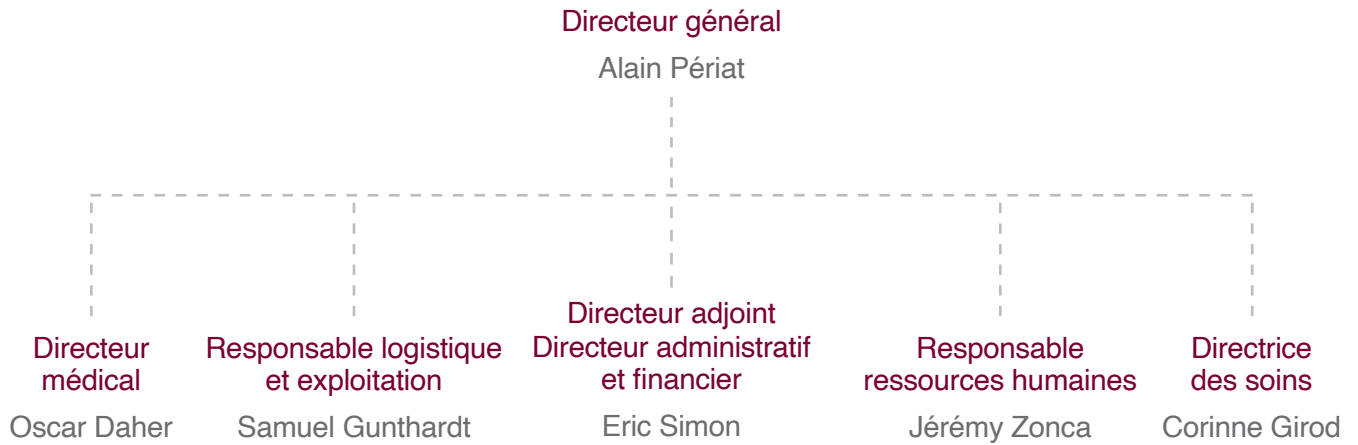 Directeur général
Alain Périat
Directeur
médical
Oscar Daher
Responsable logistique
et exploitation
Samuel Gunthardt
Directeur adjoint
Directeur administratif
et financier
Eric Simon
Responsable
ressources humaines
Jérémy Zonca
Directrice
des soins
Corinne Girod